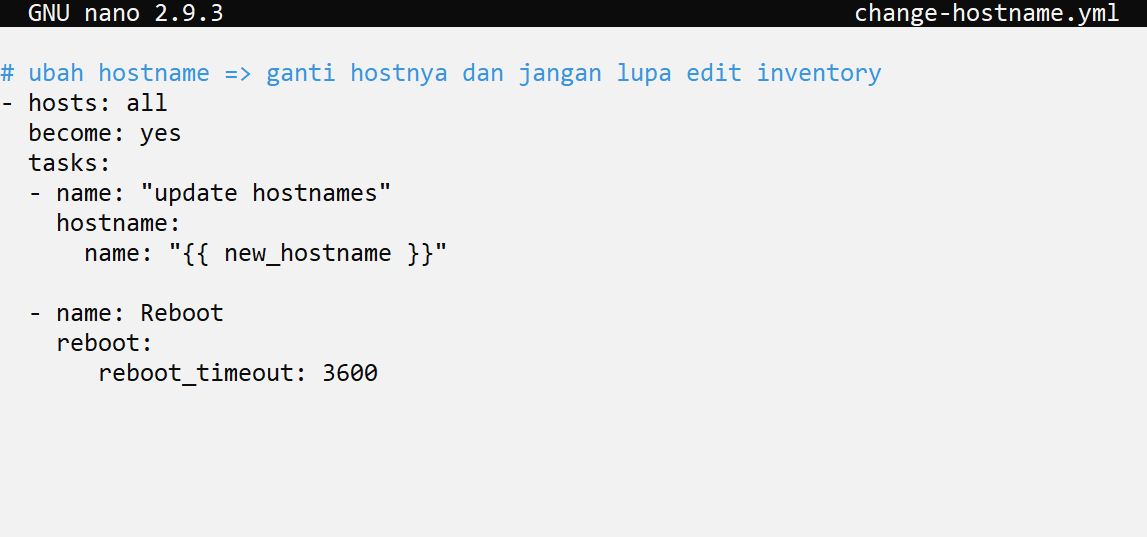 GNU nano 2.9.3 change-hostname.yml
# ubah hostname => ganti hostnya dan jangan lupa edit inventory
- hosts: all
  become: yes
  tasks:
  - name: "update hostnames"
    hostname:
      name: "{{ new_hostname }}"
  - name: Reboot
    reboot:
       reboot_timeout: 3600